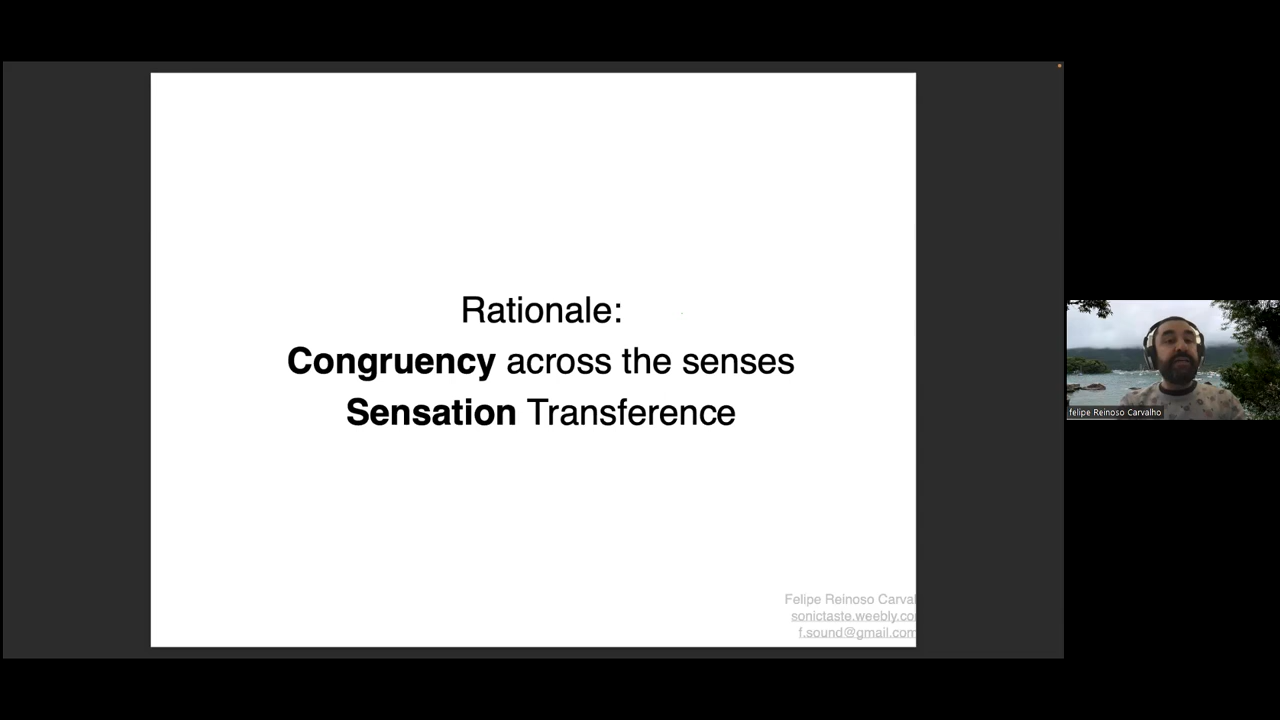 Rationale:
Congruency across the senses
Sensation Transference
Felipe Reinoso Carval
sonictaste.weebly.co
f.sound@gmail.com
felipe Reinoso Carvalho